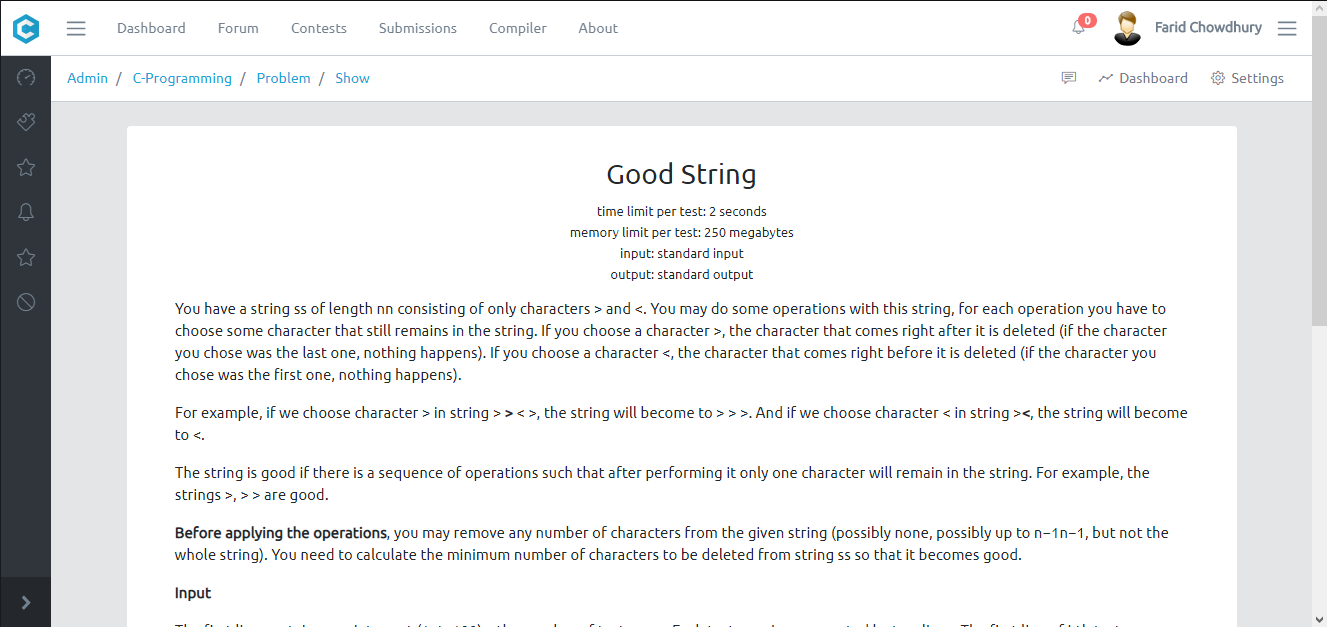 Dashboard Forum Contests Submissions Compiler About 0 Farid Chowdhury
Admin / C-Programming / Problem / Show Dashboard Settings
Good String
time limit per test: 2 seconds
memory limit per test: 250 megabytes
input: standard input
output: standard output
You have a string ss of length nn consisting of only characters > and <. You may do some operations with this string, for each operation you have to
choose some character that still remains in the string. If you choose a character >, the character that comes right after it is deleted (if the character
you chose was the last one, nothing happens). If you choose a character <, the character that comes right before it is deleted (if the character you
chose was the first one, nothing happens).
For example, if we choose character > in string > > < >, the string will become to > > >. And if we choose character < in string ><, the string will become
to <.
The string is good if there is a sequence of operations such that after performing it only one character will remain in the string. For example, the
strings >, > > are good.
Before applying the operations, you may remove any number of characters from the given string (possibly none, possibly up to n−1n−1, but not the
whole string). You need to calculate the minimum number of characters to be deleted from string ss so that it becomes good.
Input